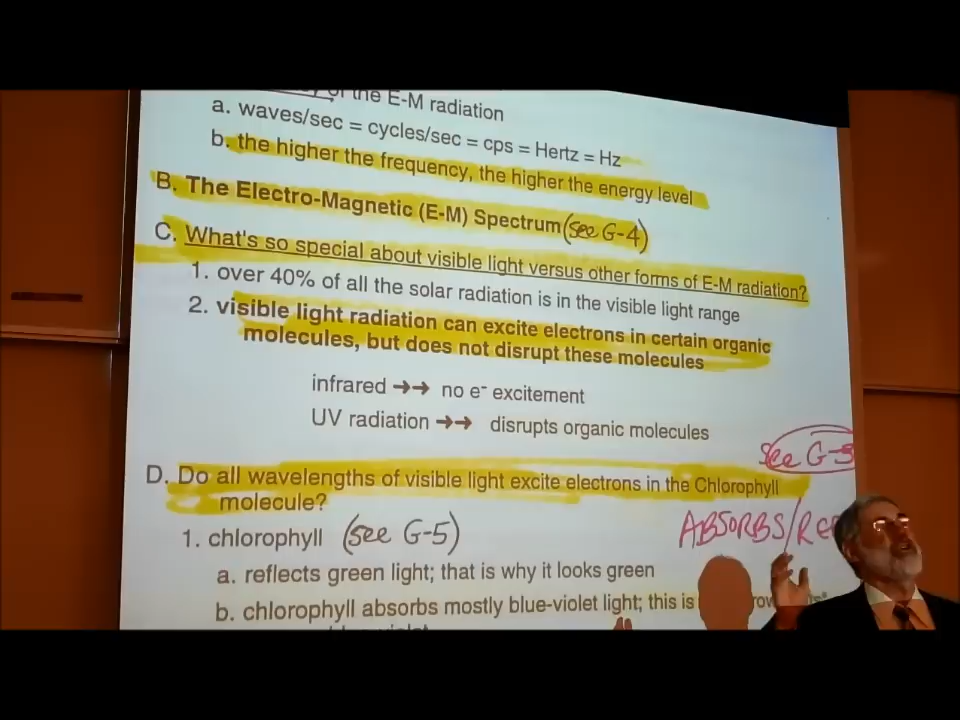 of the E-M radiation
a. waves/sec = cycles/sec = cps = Hertz = Hz
b. the higher the frequency, the higher the energy level
B. The Electro-Magnetic (E-M) Spectrum (see G-4)
C. What's so special about visible light versus other forms of E-M radiation?
1. over 40% of all the solar radiation is in the visible light range
2. visible light radiation can excite electrons in certain organic
molecules, but does not disrupt these molecules
infrared →→ no e⁻ excitement
UV radiation →→ disrupts organic molecules
See G-5
D. Do all wavelengths of visible light excite electrons in the Chlorophyll
molecule?
ABSORBS/
1. chlorophyll (see G-5)
a. reflects green light; that is why it looks green
b. chlorophyll absorbs mostly blue-violet light; this is